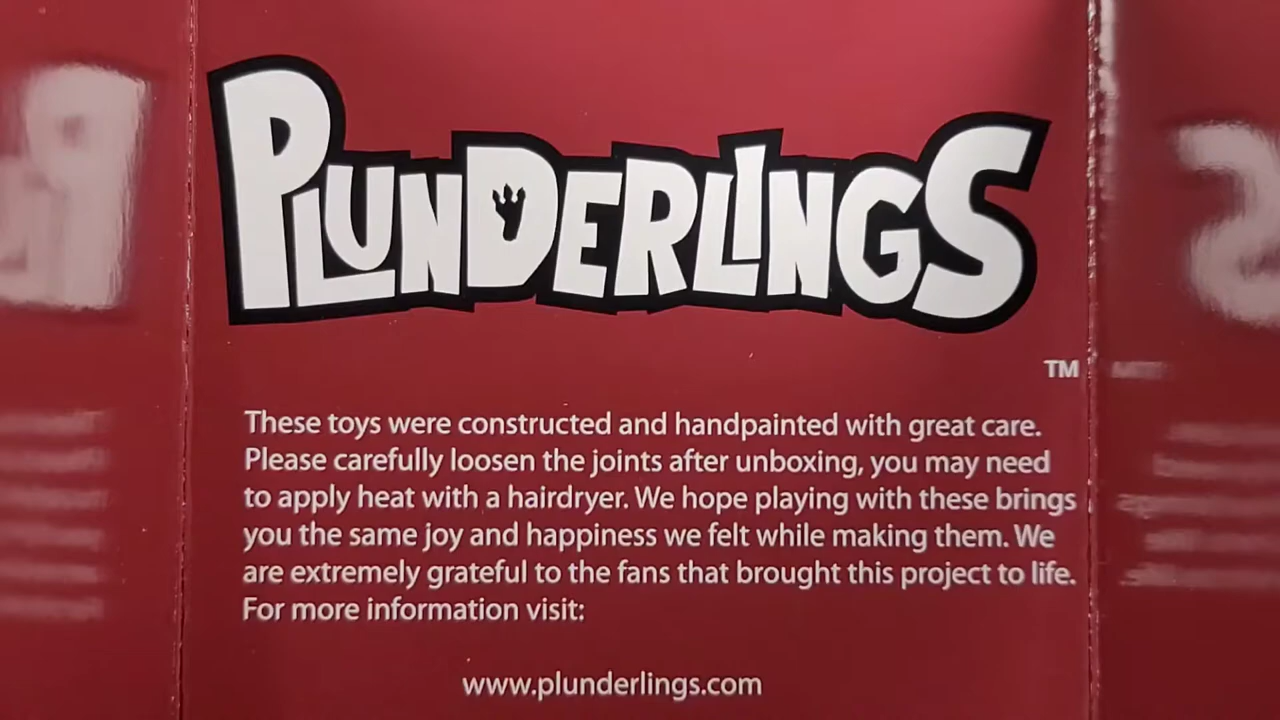 PLUNDERLINGS
TM
These toys were constructed and handpainted with great care.
Please carefully loosen the joints after unboxing, you may need
to apply heat with a hairdryer. We hope playing with these brings
you the same joy and happiness we felt while making them. We
are extremely grateful to the fans that brought this project to life.
For more information visit:
www.plunderlings.com